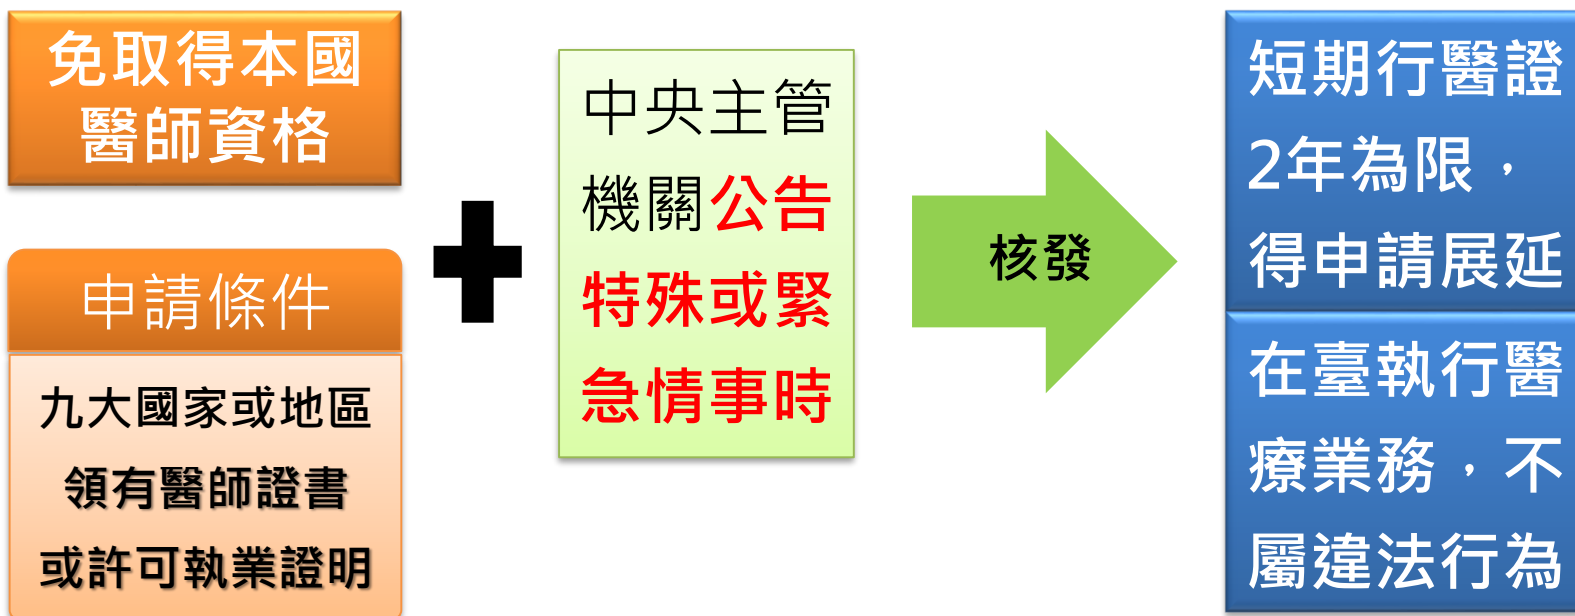 免取得本國
醫師資格
申請條件
九大國家或地區
領有醫師證書
或許可執業證明
中央主管
機關公告
特殊或緊
急情事時
核發
短期行醫證
2年為限，
得申請展延
在臺執行醫
療業務，不
屬違法行為